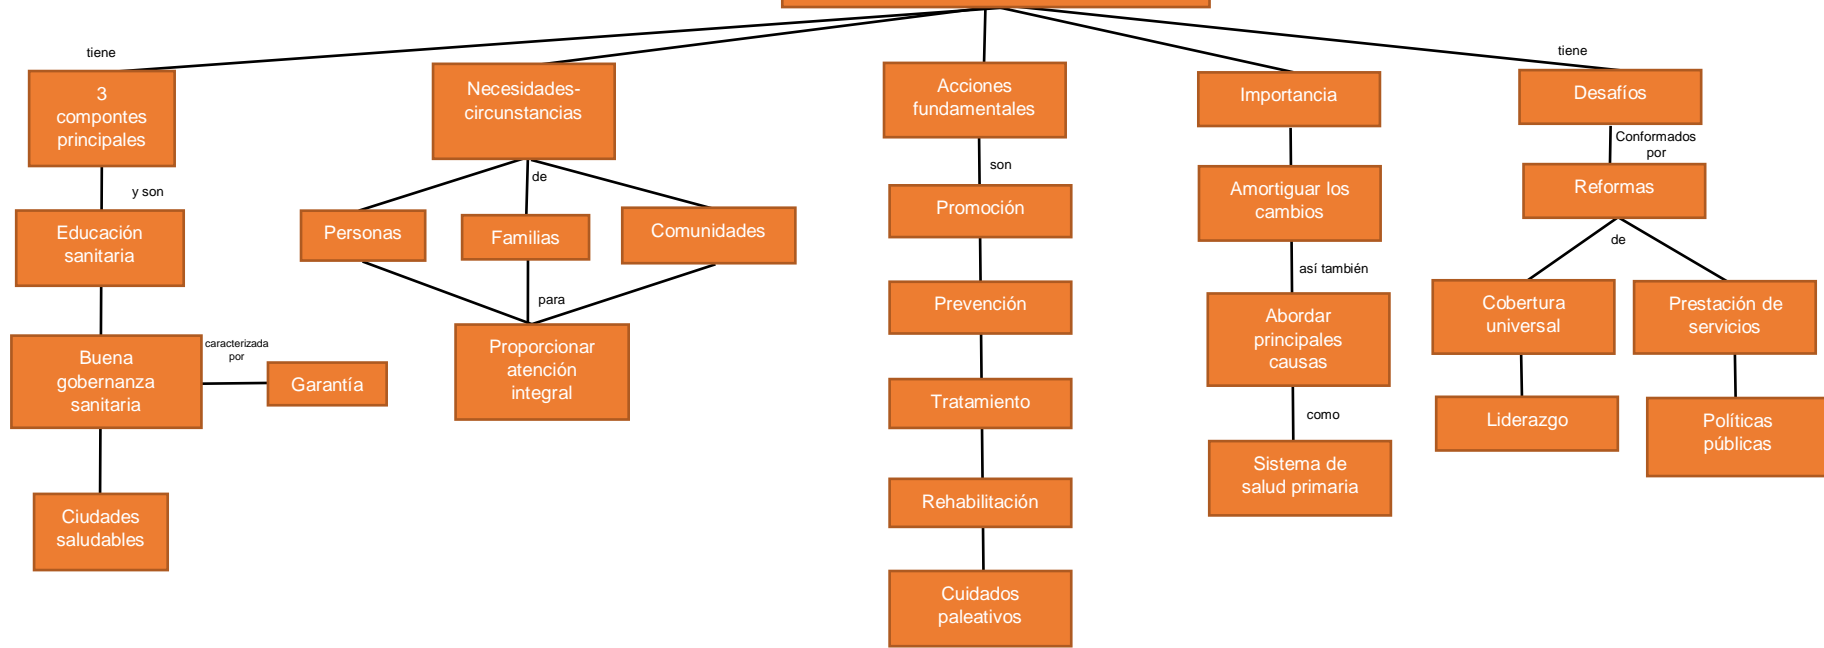 tiene
3
compontes
principales
y son
Educación
sanitaria
Buena
gobernanza
sanitaria
caracterizada
por
Garantía
Ciudades
saludables
Necesidades-
circunstancias
de
Personas
Familias
Comunidades
para
Proporcionar
atención
integral
Acciones
fundamentales
son
Promoción
Prevención
Tratamiento
Rehabilitación
Cuidados
paleativos
Importancia
Amortiguar los
cambios
así también
Abordar
principales
causas
como
Sistema de
salud primaria
tiene
Desafíos
Conformados
por
Reformas
de
Cobertura
universal
Liderazgo
Prestación de
servicios
Políticas
públicas